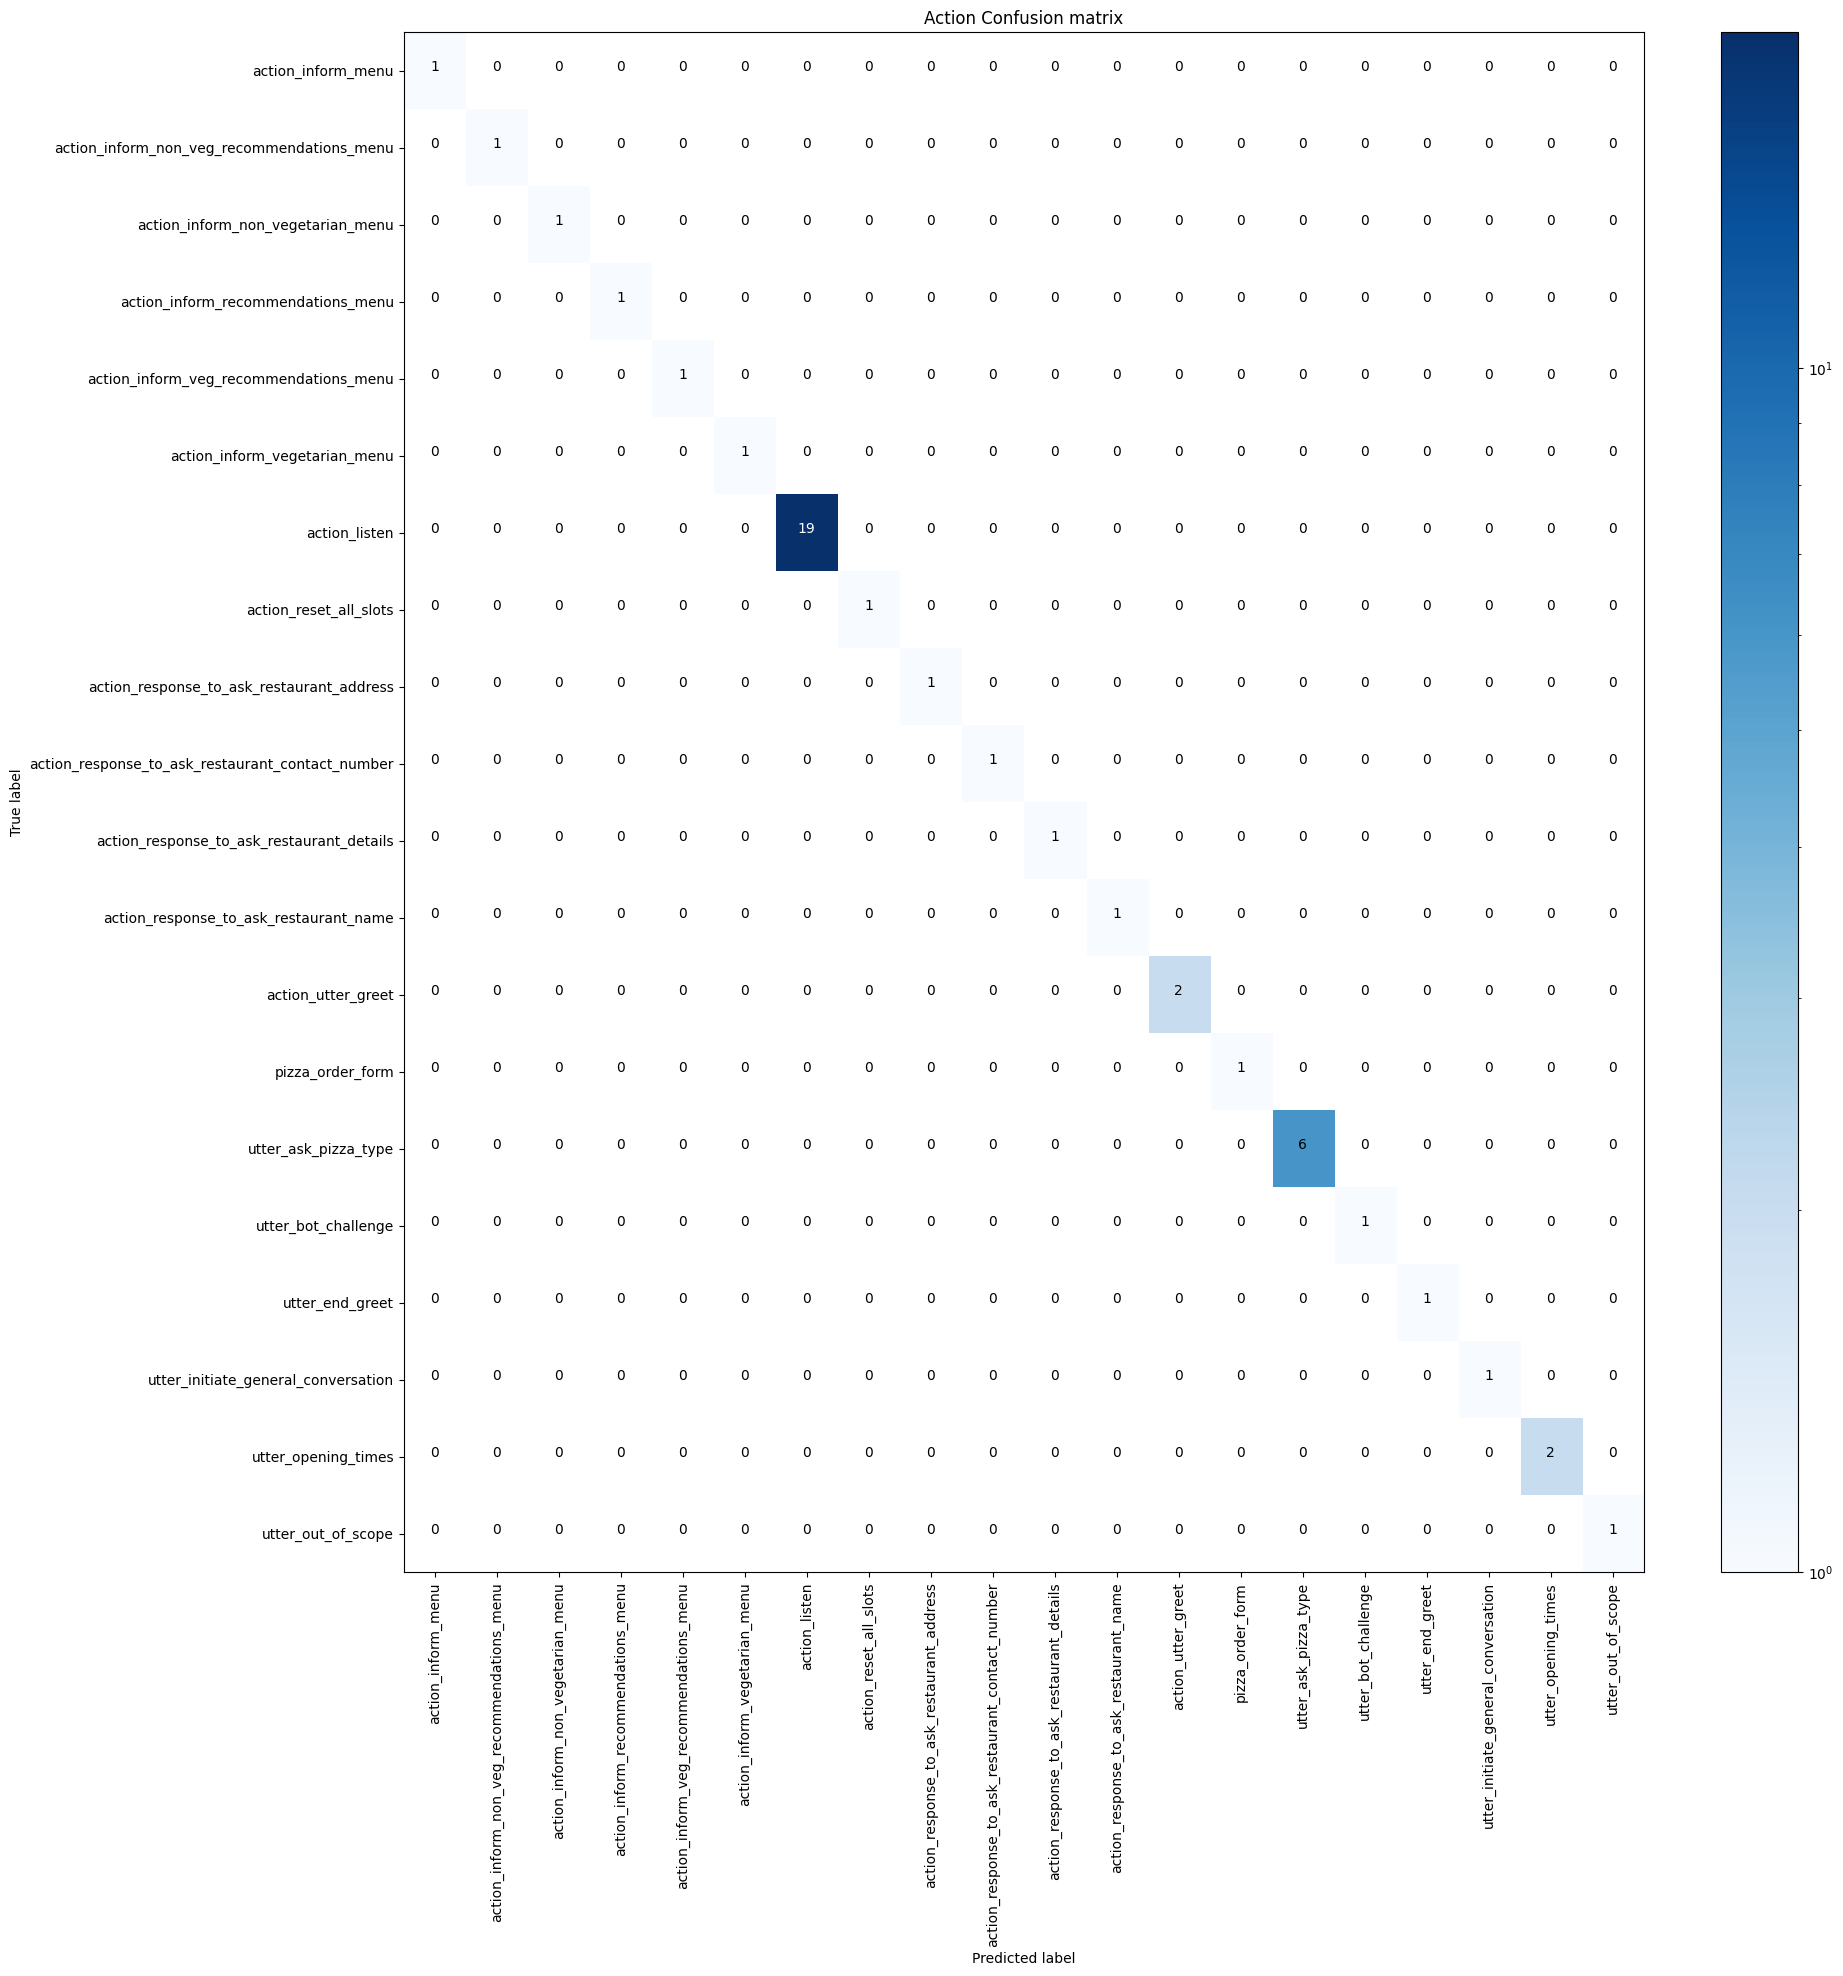 Action Confusion matrix
action_inform_menu 1 0 0 0 0 0 0 0 0 0 0 0 0 0 0 0 0 0 0 0
action_inform_non_veg_recommendations_menu 0 1 0 0 0 0 0 0 0 0 0 0 0 0 0 0 0 0 0 0
action_inform_non_vegetarian_menu 0 0 1 0 0 0 0 0 0 0 0 0 0 0 0 0 0 0 0 0
action_inform_recommendations_menu 0 0 0 1 0 0 0 0 0 0 0 0 0 0 0 0 0 0 0 0
action_inform_veg_recommendations_menu 0 0 0 0 1 0 0 0 0 0 0 0 0 0 0 0 0 0 0 0
action_inform_vegetarian_menu 0 0 0 0 0 1 0 0 0 0 0 0 0 0 0 0 0 0 0 0
action_listen 0 0 0 0 0 0 19 0 0 0 0 0 0 0 0 0 0 0 0 0
action_reset_all_slots 0 0 0 0 0 0 0 1 0 0 0 0 0 0 0 0 0 0 0 0
action_response_to_ask_restaurant_address 0 0 0 0 0 0 0 0 1 0 0 0 0 0 0 0 0 0 0 0
action_response_to_ask_restaurant_contact_number 0 0 0 0 0 0 0 0 0 1 0 0 0 0 0 0 0 0 0 0
action_response_to_ask_restaurant_details 0 0 0 0 0 0 0 0 0 0 1 0 0 0 0 0 0 0 0 0
action_response_to_ask_restaurant_name 0 0 0 0 0 0 0 0 0 0 0 1 0 0 0 0 0 0 0 0
action_utter_greet 0 0 0 0 0 0 0 0 0 0 0 0 2 0 0 0 0 0 0 0
pizza_order_form 0 0 0 0 0 0 0 0 0 0 0 0 0 1 0 0 0 0 0 0
utter_ask_pizza_type 0 0 0 0 0 0 0 0 0 0 0 0 0 0 6 0 0 0 0 0
utter_bot_challenge 0 0 0 0 0 0 0 0 0 0 0 0 0 0 0 1 0 0 0 0
utter_end_greet 0 0 0 0 0 0 0 0 0 0 0 0 0 0 0 0 1 0 0 0
utter_initiate_general_conversation 0 0 0 0 0 0 0 0 0 0 0 0 0 0 0 0 0 1 0 0
utter_opening_times 0 0 0 0 0 0 0 0 0 0 0 0 0 0 0 0 0 0 2 0
utter_out_of_scope 0 0 0 0 0 0 0 0 0 0 0 0 0 0 0 0 0 0 0 1
True label
action_inform_menu
action_inform_non_veg_recommendations_menu
action_inform_non_vegetarian_menu
action_inform_recommendations_menu
action_inform_veg_recommendations_menu
action_inform_vegetarian_menu
action_listen
action_reset_all_slots
action_response_to_ask_restaurant_address
action_response_to_ask_restaurant_contact_number
action_response_to_ask_restaurant_details
action_response_to_ask_restaurant_name
action_utter_greet
pizza_order_form
utter_ask_pizza_type
utter_bot_challenge
utter_end_greet
utter_initiate_general_conversation
utter_opening_times
utter_out_of_scope
Predicted label
10¹
10⁰